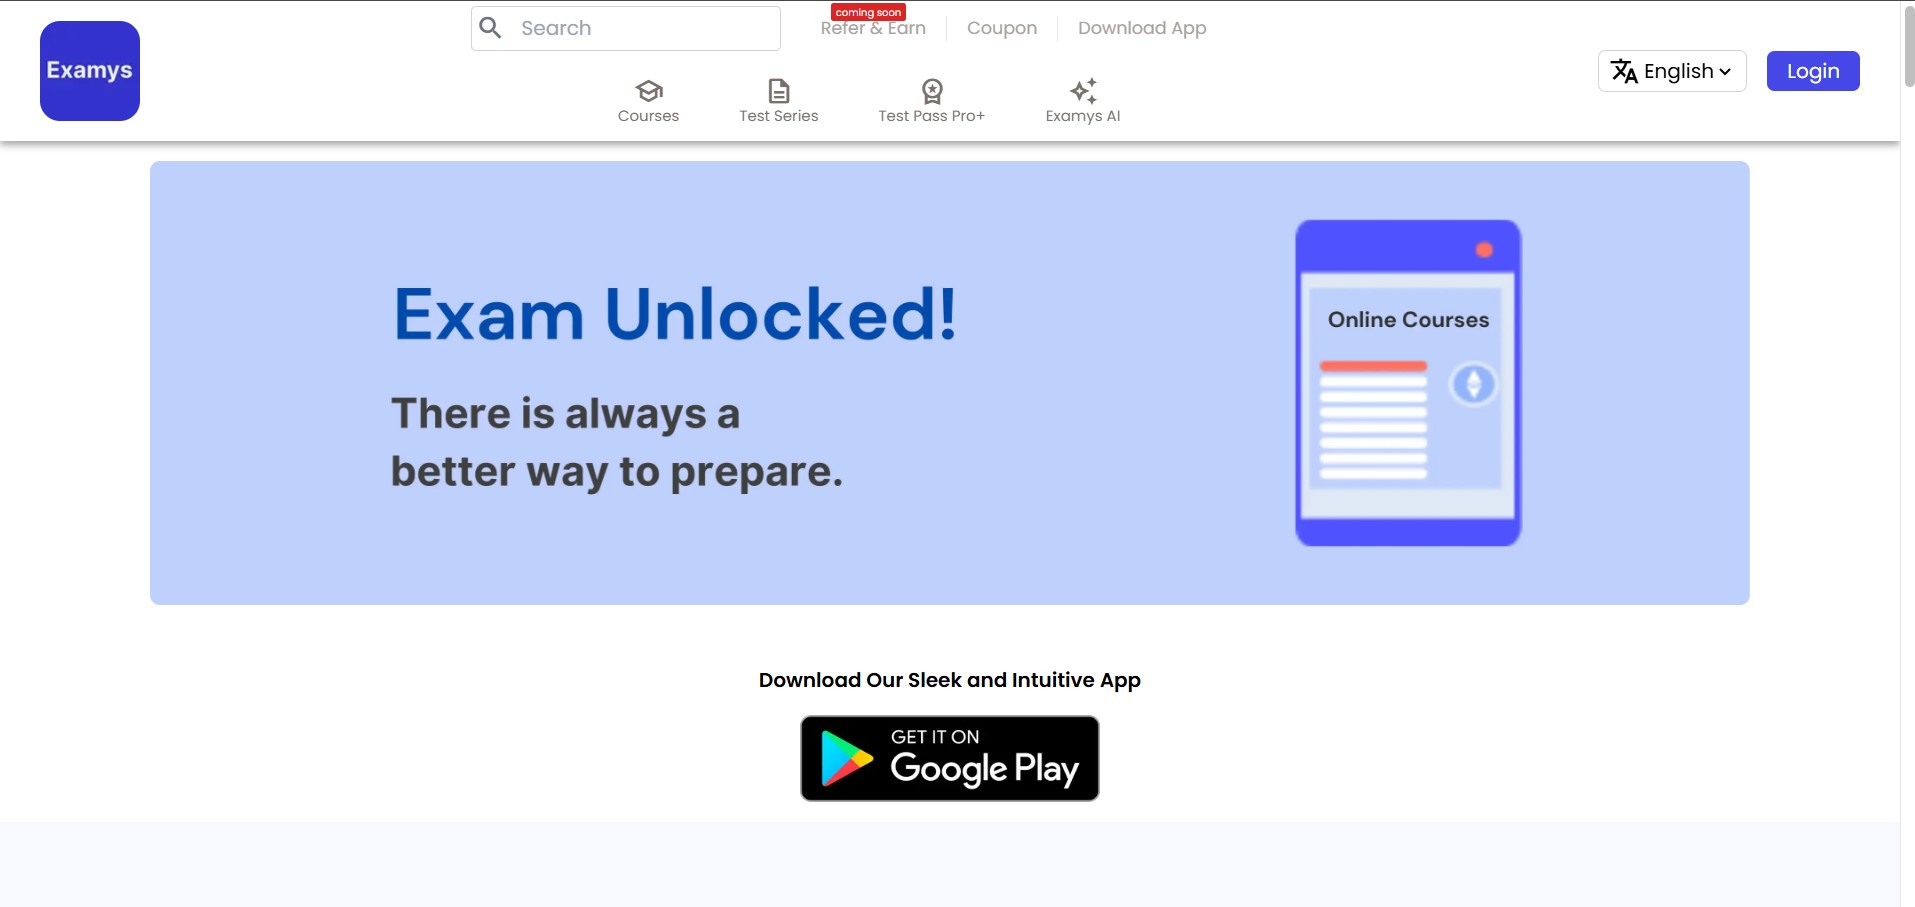 Examys
Search
coming soon
Refer & Earn
Coupon
Download App
Courses
Test Series
Test Pass Pro+
Examys AI
English
Login
Exam Unlocked!
There is always a
better way to prepare.
Online Courses
Download Our Sleek and Intuitive App
GET IT ON
Google Play